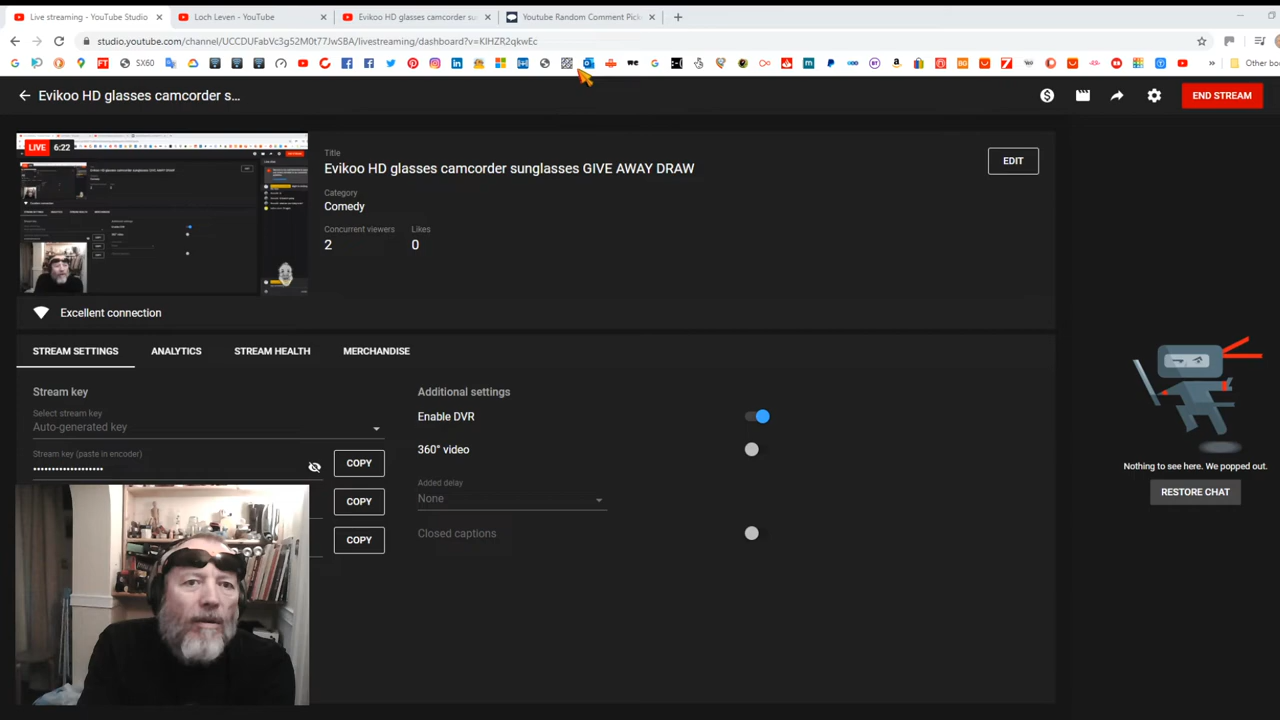 Live streaming - YouTube Studio
Loch Leven - YouTube
Evikoo HD glasses camcorder su
Youtube Random Comment Pick
studio.youtube.com/channel/UCCDUFabVc3g52M0t77JwSBA/livestreaming/dashboard?v=KIHZR2qkwEc
SX60
Other bo
Evikoo HD glasses camcorder s...
END STREAM
LIVE 6:22
Title
Evikoo HD glasses camcorder sunglasses GIVE AWAY DRAW
EDIT
Category
Comedy
Concurrent viewers
Likes
2
0
Excellent connection
STREAM SETTINGS
ANALYTICS
STREAM HEALTH
MERCHANDISE
Stream key
Select stream key
Auto-generated key
Stream key (paste in encoder)
COPY
COPY
COPY
Additional settings
Enable DVR
360° video
Added delay
None
Closed captions
Nothing to see here. We popped out.
RESTORE CHAT